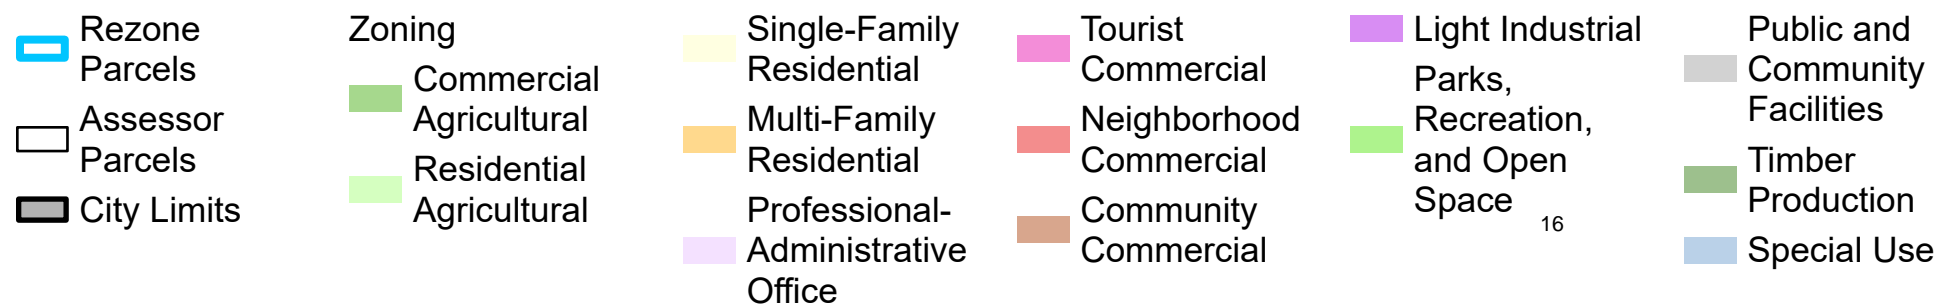 Rezone
Parcels
Assessor
Parcels
City Limits
Zoning
Commercial
Agricultural
Residential
Agricultural
Single-Family
Residential
Multi-Family
Residential
Professional-
Administrative
Office
Tourist
Commercial
Neighborhood
Commercial
Community
Commercial
Light Industrial
Parks,
Recreation,
and Open
Space
16
Public and
Community
Facilities
Timber
Production
Special Use